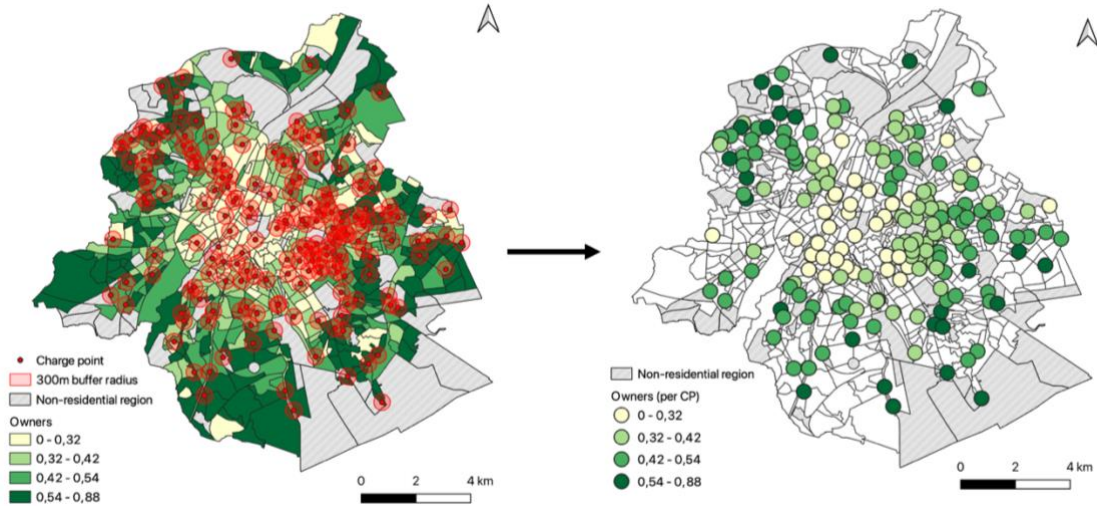 Charge point
300m buffer radius
Non-residential region
Owners
0 - 0,32
0,32 - 0,42
0,42 - 0,54
0,54 - 0,88
0 2 4 km
Non-residential region
Owners (per CP)
0 - 0,32
0,32 - 0,42
0,42 - 0,54
0,54 - 0,88
0 2 4 km